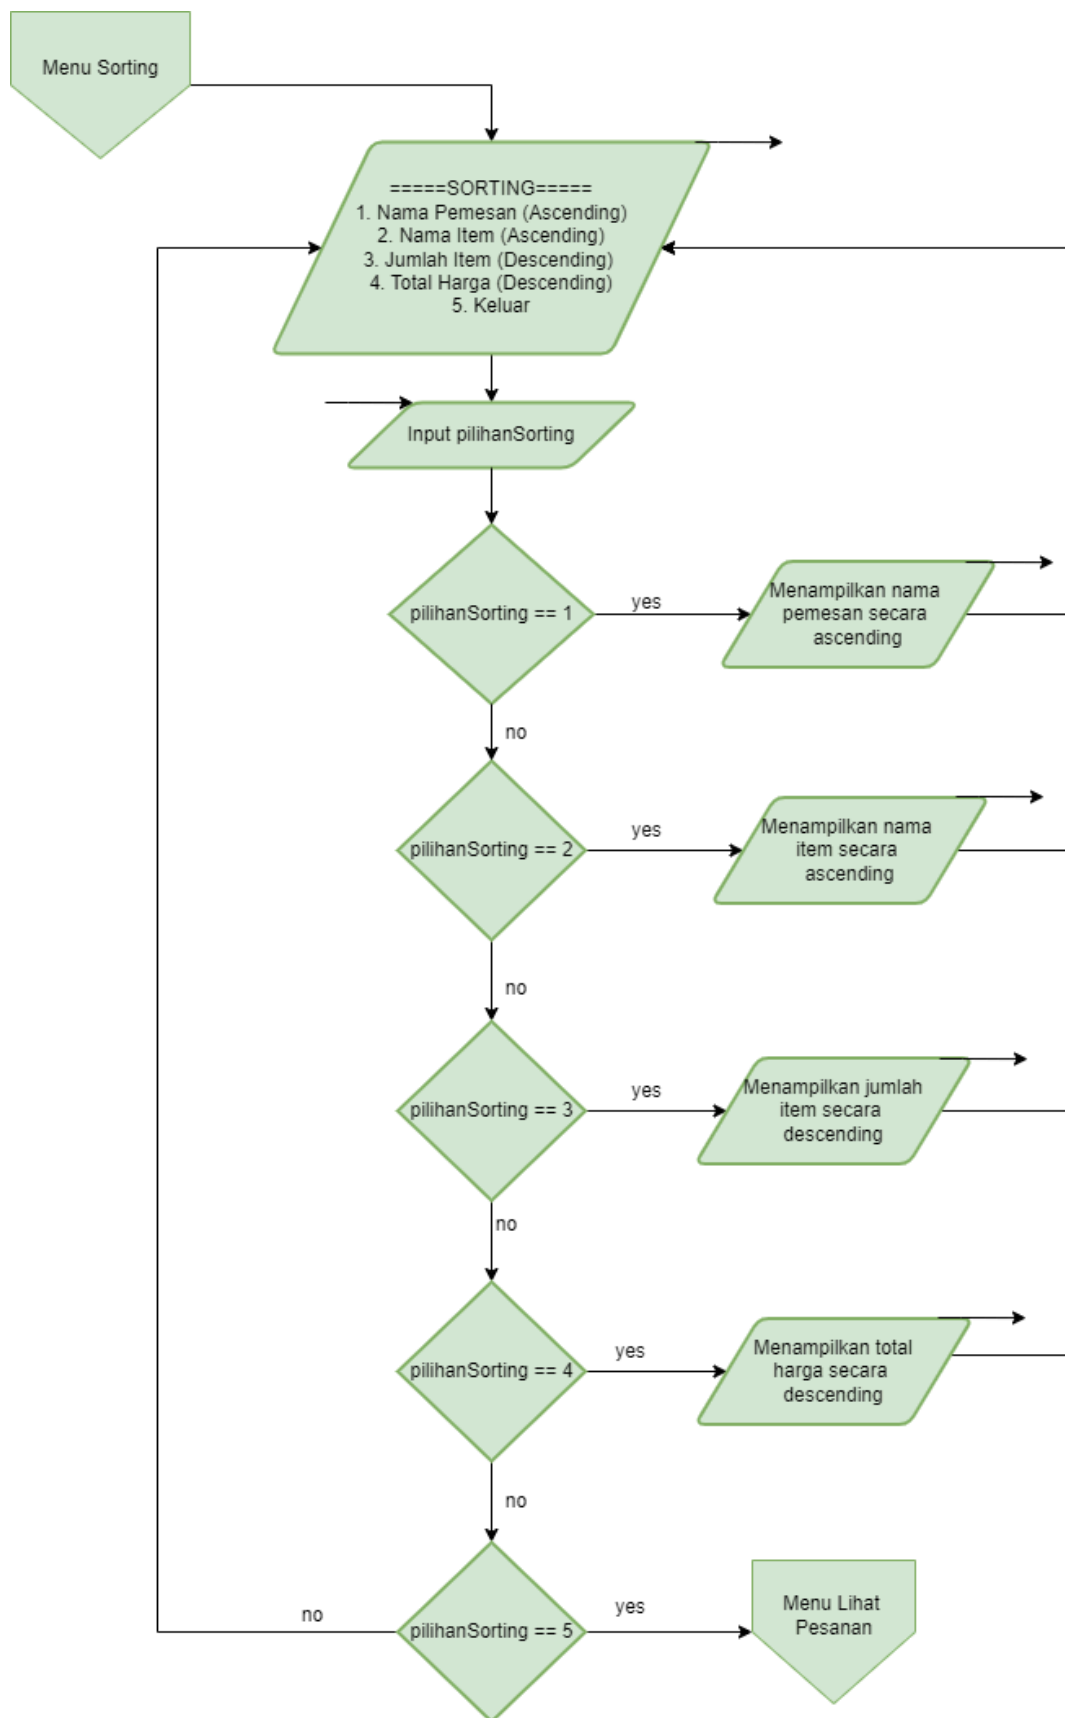 Menu Sorting
=====SORTING=====
1. Nama Pemesan (Ascending)
2. Nama Item (Ascending)
3. Jumlah Item (Descending)
4. Total Harga (Descending)
5. Keluar
Input pilihanSorting
pilihanSorting == 1
yes
Menampilkan nama
pemesan secara
ascending
no
pilihanSorting == 2
yes
Menampilkan nama
item secara
ascending
no
pilihanSorting == 3
yes
Menampilkan jumlah
item secara
descending
no
pilihanSorting == 4
yes
Menampilkan total
harga secara
descending
no
pilihanSorting == 5
no
yes
Menu Lihat
Pesanan